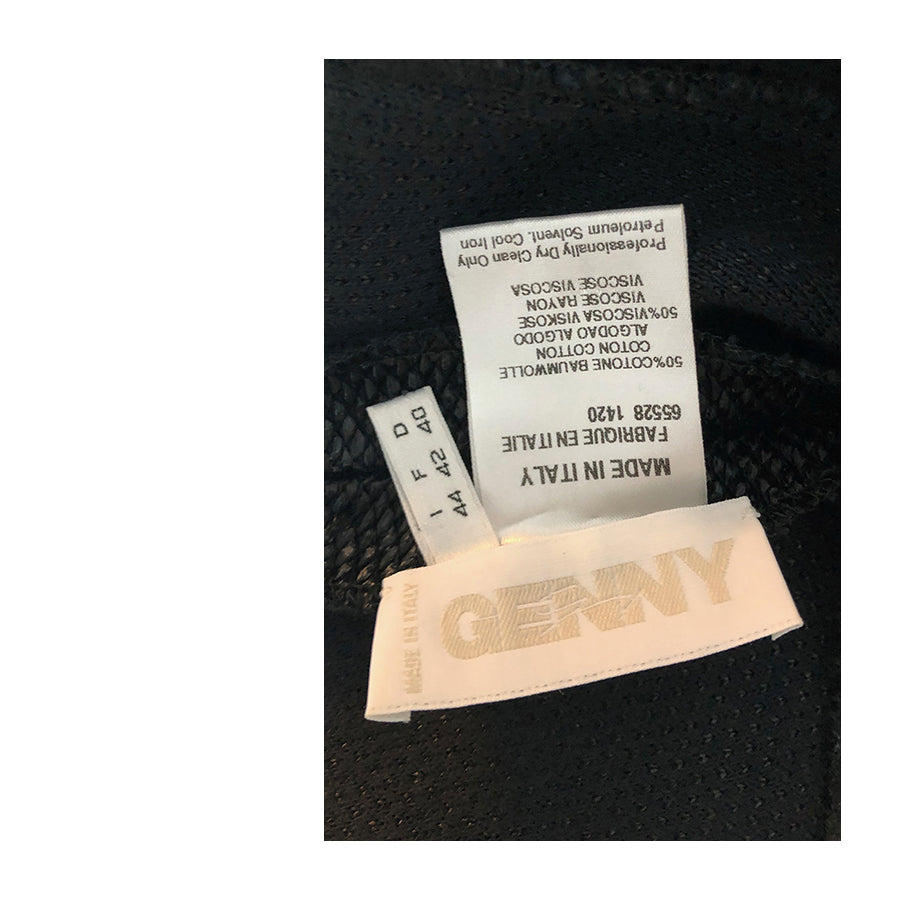 GENNY
MADE IN ITALY
MADE IN ITALY
FABRIQUE EN ITALIE
65528 1420
50%COTONE BAUMWOLLE
COTON COTTON
ALGODAO ALGODO
50%VISCOSA VISKOSE
VISCOSE RAYON
VISCOSE VISCOSA
Professionally Dry Clean Only
Petroleum Solvent. Cool Iron
D 40
F 42
I 44